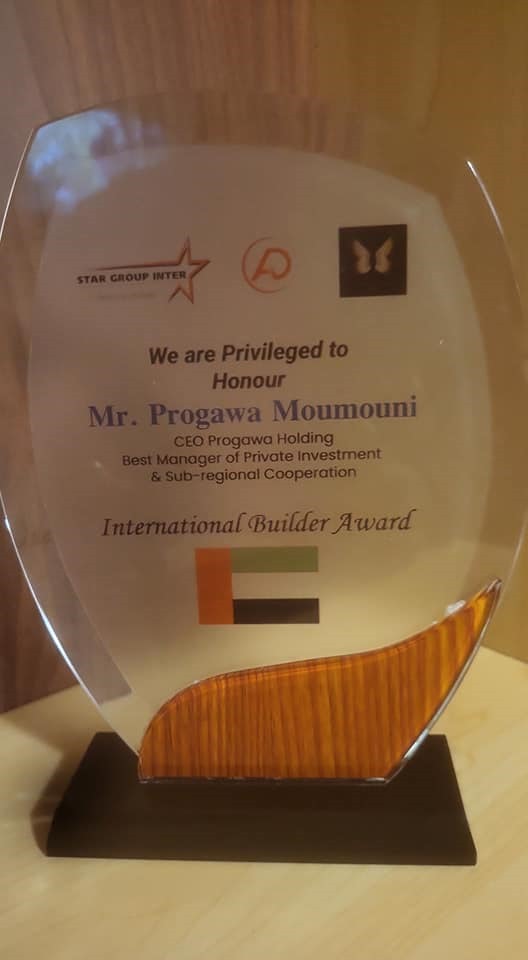 STAR GROUP INTER
We are Privileged to
Honour
Mr. Progawa Moumouni
CEO Progawa Holding
Best Manager of Private Investment
& Sub-regional Cooperation
International Builder Award